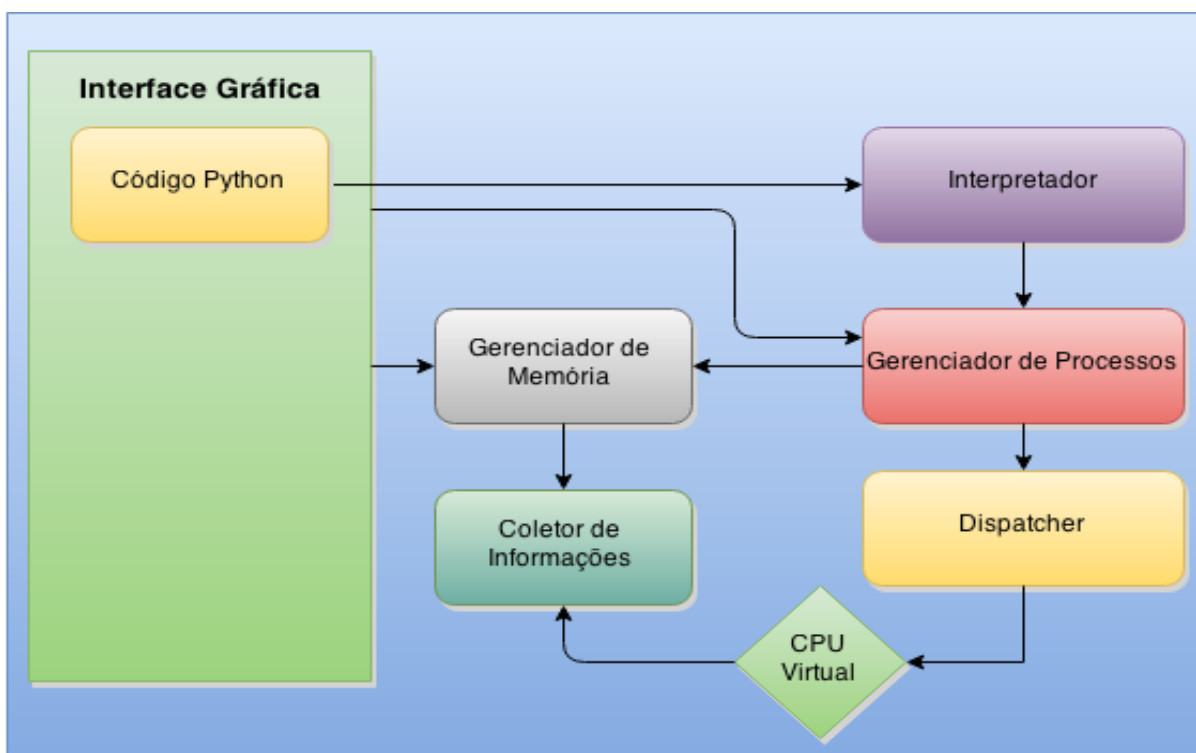 Interface Gráfica
Código Python
Interpretador
Gerenciador de
Memória
Gerenciador de Processos
Coletor de
Informações
Dispatcher
CPU
Virtual